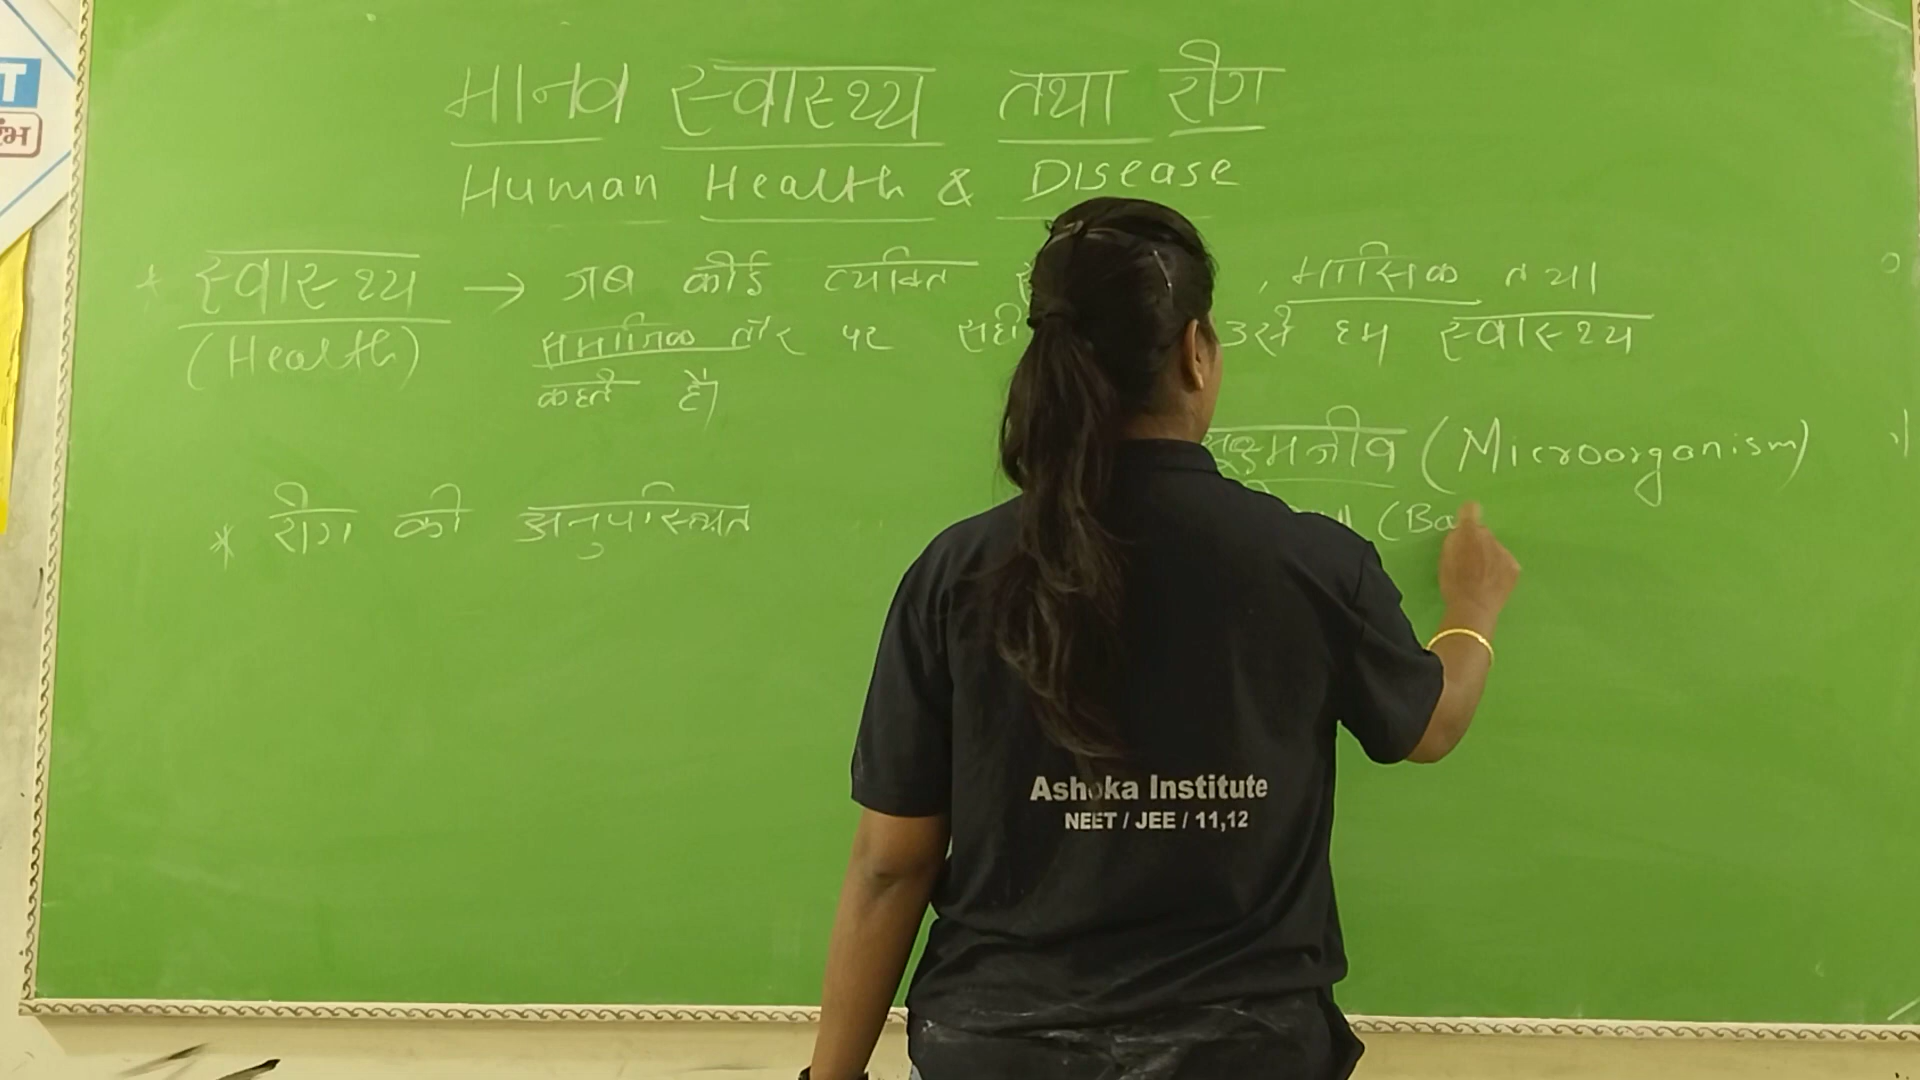 T
रंभ
मानव स्वास्थ्य तथा रोग
Human Health & Disease
* स्वास्थ्य → जब कोई व्यक्ति , मासिक तथा
(Health) समाजिक तौर पर सही उसे हम स्वास्थ्य
कहते है।
सूक्ष्मजीव (Microorganism)
* रोग की अनुपस्थित
(Ba
Ashoka Institute
NEET / JEE / 11,12